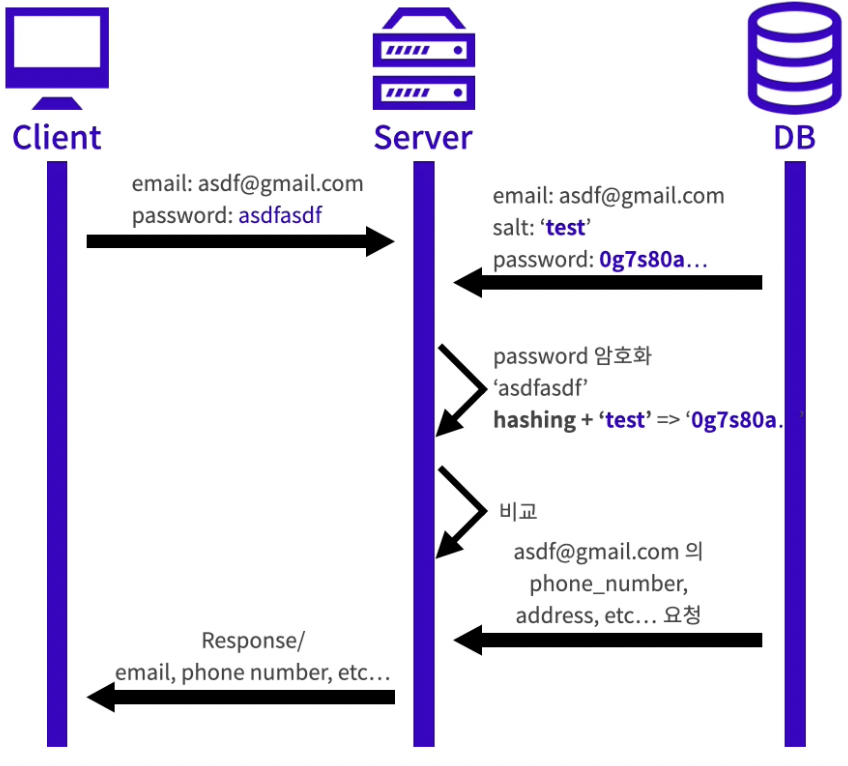 Client
Server
DB
email: asdf@gmail.com
password: asdfasdf
email: asdf@gmail.com
salt: ‘test’
password: 0g7s80a…
password 암호화
‘asdfasdf’
hashing + ‘test’ => ‘0g7s80a…’
비교
asdf@gmail.com 의
phone_number,
address, etc… 요청
Response/
email, phone number, etc…